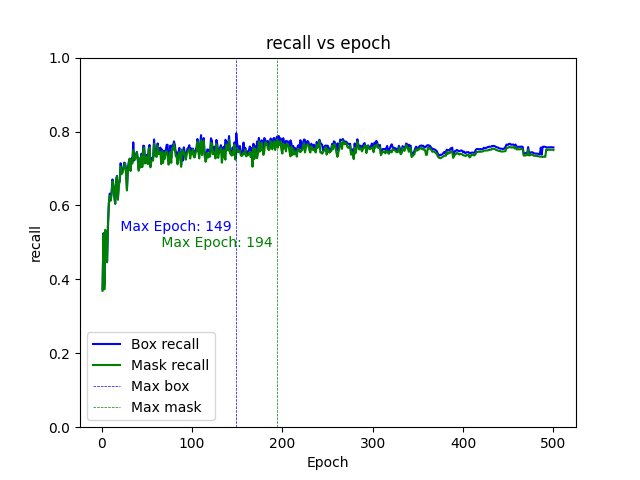 recall vs epoch
1.0
0.8
0.6
0.4
0.2
0.0
recall
Max Epoch: 149
Max Epoch: 194
Box recall
Mask recall
Max box
Max mask
0 100 200 300 400 500
Epoch